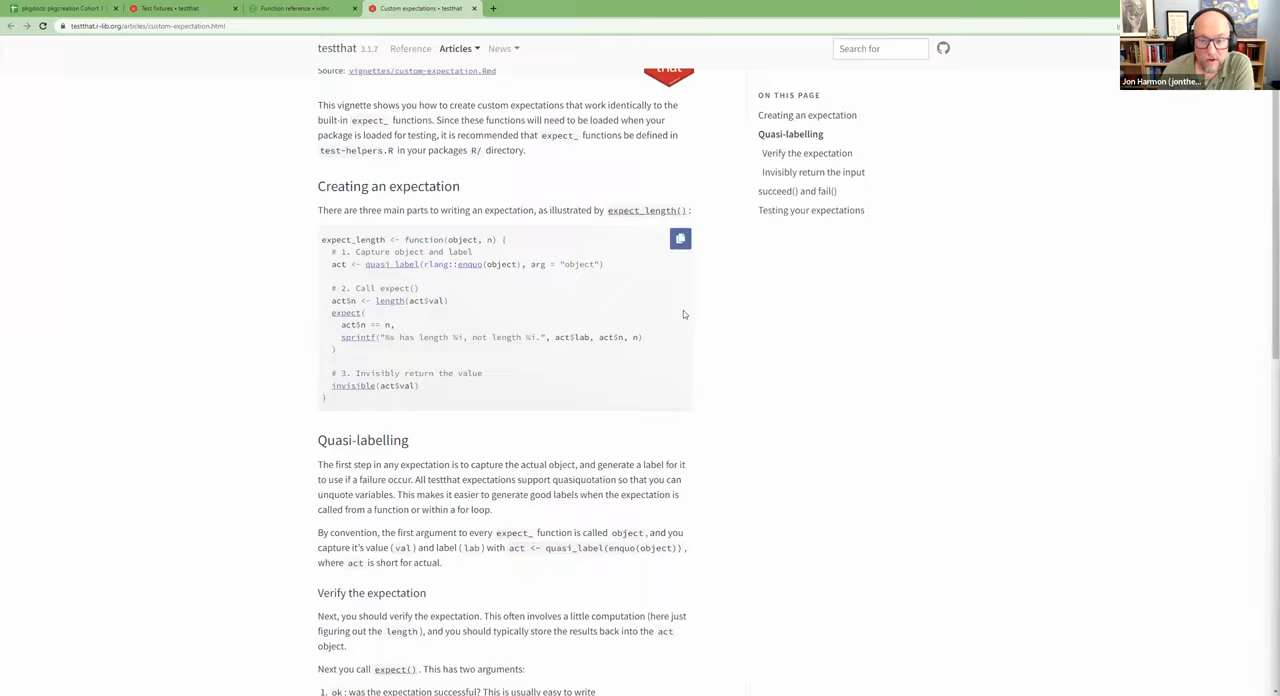 pkgdocs: pkgcreation Cohort 1
Test fixtures • testthat
Function reference • withr
Custom expectations • testthat
testthat.r-lib.org/articles/custom-expectation.html
Jon Harmon (jonthe...
testthat 3.1.7 Reference Articles News
Search for
Source: vignettes/custom-expectation.Rmd
that
This vignette shows you how to create custom expectations that work identically to the
built-in expect_ functions. Since these functions will need to be loaded when your
package is loaded for testing, it is recommended that expect_ functions be defined in
test-helpers.R in your packages R/ directory.
ON THIS PAGE
Creating an expectation
Quasi-labelling
Verify the expectation
Invisibly return the input
succeed() and fail()
Testing your expectations
Creating an expectation
There are three main parts to writing an expectation, as illustrated by expect_length() :
expect_length <- function(object, n) {
# 1. Capture object and label
act <- quasi_label(rlang::enquo(object), arg = "object")
# 2. Call expect()
act$n <- length(act$val)
expect(
act$n == n,
sprintf("%s has length %i, not length %i.", act$lab, act$n, n)
)
# 3. Invisibly return the value
invisible(act$val)
}
Quasi-labelling
The first step in any expectation is to capture the actual object, and generate a label for it
to use if a failure occur. All testthat expectations support quasiquotation so that you can
unquote variables. This makes it easier to generate good labels when the expectation is
called from a function or within a for loop.
By convention, the first argument to every expect_ function is called object, and you
capture it's value (val) and label (lab) with act <- quasi_label(enquo(object)),
where act is short for actual.
Verify the expectation
Next, you should verify the expectation. This often involves a little computation (here just
figuring out the length), and you should typically store the results back into the act
object.
Next you call expect(). This has two arguments:
1. ok : was the expectation successful? This is usually easy to write